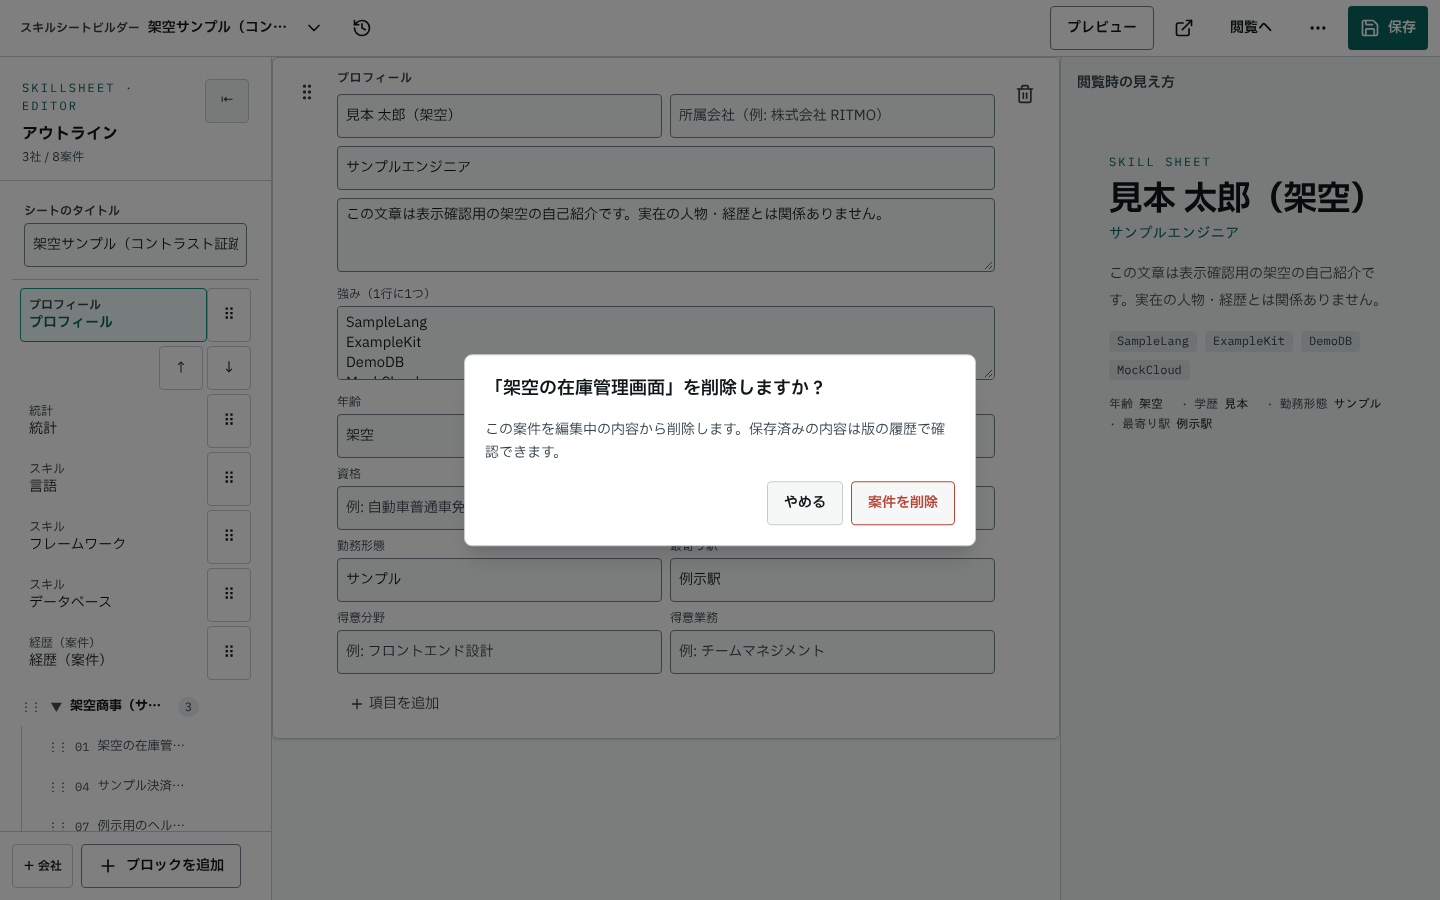 スキルシートビルダー 架空サンプル（コン…
プレビュー
閲覧へ
保存
SKILLSHEET ·
EDITOR
アウトライン
3社 / 8案件
シートのタイトル
架空サンプル（コントラスト証跡
プロフィール
プロフィール
↑ ↓
統計
統計
スキル
言語
スキル
フレームワーク
スキル
データベース
経歴（案件）
経歴（案件）
▼ 架空商事（サ… 3
01 架空の在庫管…
04 サンプル決済…
07 例示用のヘル…
+ 会社
+ ブロックを追加
プロフィール
見本 太郎（架空）
所属会社（例: 株式会社 RITMO）
サンプルエンジニア
この文章は表示確認用の架空の自己紹介です。実在の人物・経歴とは関係ありません。
強み（1行に1つ）
SampleLang
ExampleKit
DemoDB
年齢
架空
資格
例: 自動車普通車免
勤務形態
最寄り駅
サンプル
例示駅
得意分野
得意業務
例: フロントエンド設計
例: チームマネジメント
+ 項目を追加
「架空の在庫管理画面」を削除しますか？
この案件を編集中の内容から削除します。保存済みの内容は版の履歴で確
認できます。
やめる
案件を削除
閲覧時の見え方
SKILL SHEET
見本 太郎（架空）
サンプルエンジニア
この文章は表示確認用の架空の自己紹介で
す。実在の人物・経歴とは関係ありません。
SampleLang ExampleKit DemoDB
MockCloud
年齢 架空 · 学歴 見本 · 勤務形態 サンプル
· 最寄り駅 例示駅